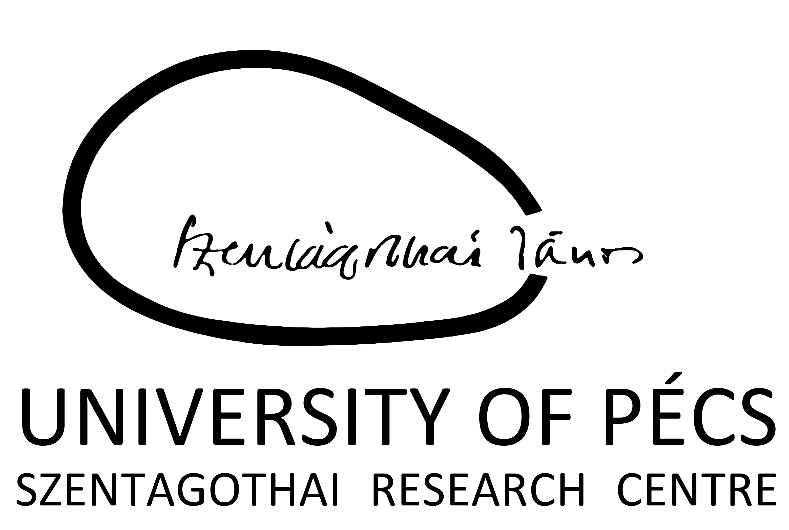 Szentágothai János
UNIVERSITY OF PÉCS
SZENTAGOTHAI RESEARCH CENTRE